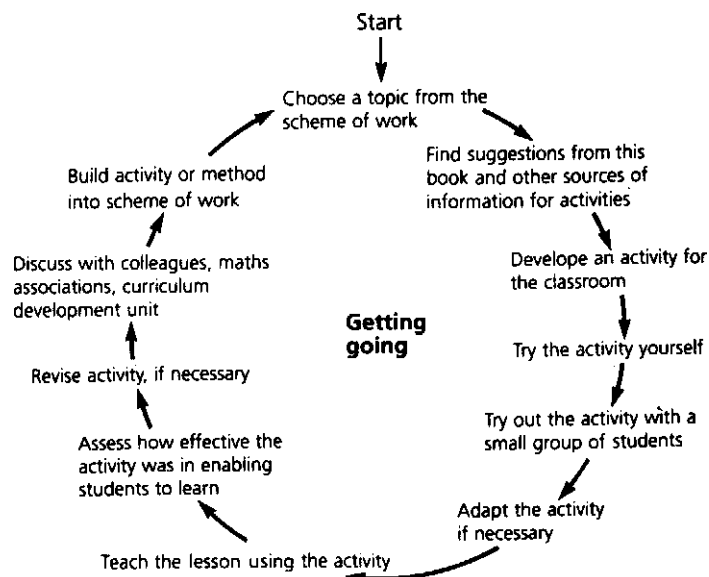 Start
Choose a topic from the
scheme of work
Find suggestions from this
book and other sources of
information for activities
Develope an activity for
the classroom
Try the activity yourself
Try out the activity with a
small group of students
Adapt the activity
if necessary
Teach the lesson using the activity
Assess how effective the
activity was in enabling
students to learn
Revise activity, if necessary
Discuss with colleagues, maths
associations, curriculum
development unit
Build activity or method
into scheme of work
Getting
going